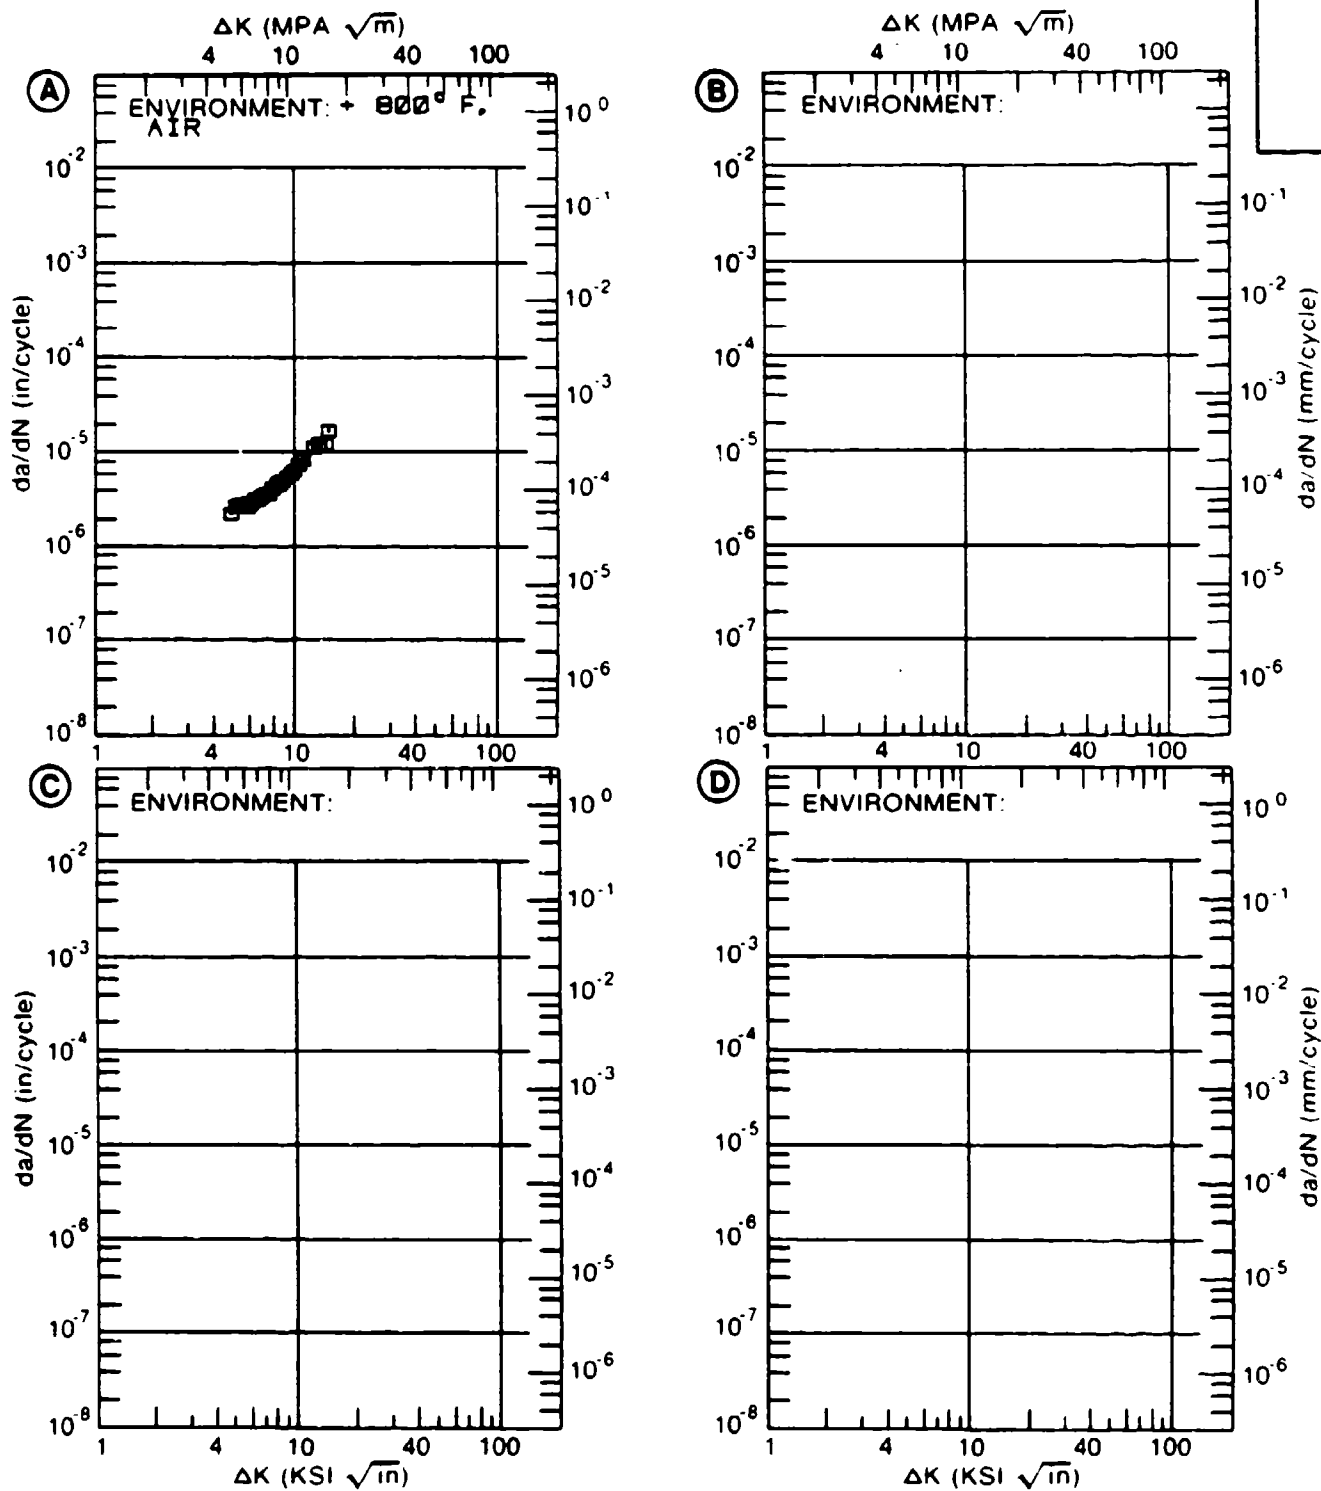 ΔK (MPA √m)
4 10 40 100
A
ENVIRONMENT: + 800° F.
AIR
da/dN (in/cycle)
10⁻²
10⁻³
10⁻⁴
10⁻⁵
10⁻⁶
10⁻⁷
10⁻⁸
10⁰
10⁻¹
10⁻²
10⁻³
10⁻⁴
10⁻⁵
10⁻⁶
1 4 10 40 100
ΔK (MPA √m)
4 10 40 100
B
ENVIRONMENT:
10⁻²
10⁻³
10⁻⁴
10⁻⁵
10⁻⁶
10⁻⁷
10⁻⁸
10⁻¹
10⁻²
10⁻³
10⁻⁴
10⁻⁵
10⁻⁶
da/dN (mm/cycle)
1 4 10 40 100
C
ENVIRONMENT:
da/dN (in/cycle)
10⁻²
10⁻³
10⁻⁴
10⁻⁵
10⁻⁶
10⁻⁷
10⁻⁸
10⁰
10⁻¹
10⁻²
10⁻³
10⁻⁴
10⁻⁵
10⁻⁶
1 4 10 40 100
ΔK (KSI √in)
D
ENVIRONMENT:
10⁻²
10⁻³
10⁻⁴
10⁻⁵
10⁻⁶
10⁻⁷
10⁻⁸
10⁰
10⁻¹
10⁻²
10⁻³
10⁻⁴
10⁻⁵
10⁻⁶
da/dN (mm/cycle)
1 4 10 40 100
ΔK (KSI √in)